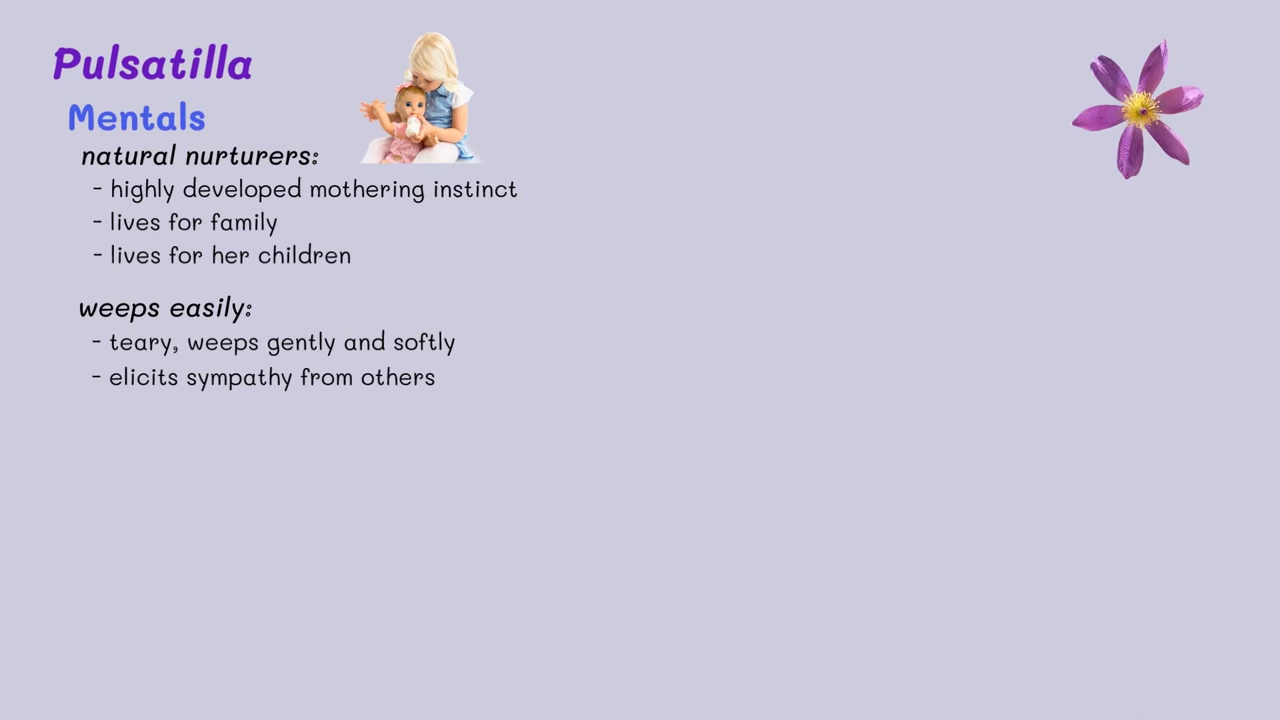 Pulsatilla
Mentals
natural nurturers:
- highly developed mothering instinct
- lives for family
- lives for her children
weeps easily:
- teary, weeps gently and softly
- elicits sympathy from others